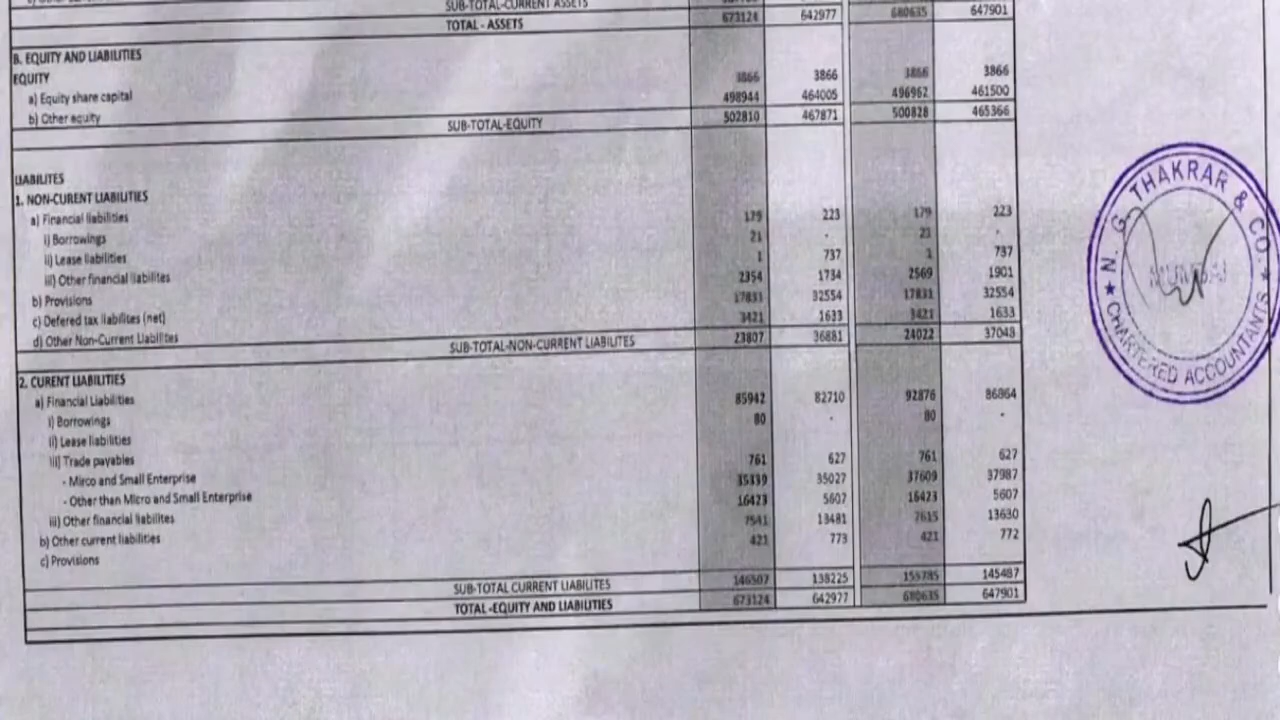 SUB-TOTAL-CURRENT ASSETS
TOTAL - ASSETS 673124 642977 680635 647901
B. EQUITY AND LIABILITIES
EQUITY
a) Equity share capital 3866 3866 3866 3866
b) Other equity 498944 464005 496962 461500
SUB-TOTAL-EQUITY 502810 467871 500828 465366
LIABILITES
1. NON-CURENT LIABILITIES
a) Financial liabilities
i) Borrowings 179 223 179 223
ii) Lease liabilities 21 - 23 -
iii) Other financial liabilites 1 737 1 737
b) Provisions 2354 1734 2569 1901
c) Defered tax liabilites (net) 17831 32554 17831 32554
d) Other Non-Current Liabilites 3421 1633 3421 1633
SUB-TOTAL-NON-CURRENT LIABILITES 23807 36881 24022 37048
2. CURENT LIABILITIES
a) Financial Liabilities
i) Borrowings 85942 82710 92876 86864
ii) Lease liabilities 80 - 80 -
iii) Trade payables
- Mirco and Small Enterprise 761 627 761 627
- Other than Micro and Small Enterprise 35339 35027 37609 37987
iii) Other financial liabilites 16423 5607 16423 5607
b) Other current liabilities 7541 13481 7615 13630
c) Provisions 421 773 421 772
SUB-TOTAL CURRENT LIABILITES 146507 138225 155785 145487
TOTAL -EQUITY AND LIABILITIES 673124 642977 680635 647901
N. G. THAKRAR & CO.
MUMBAI
★ CHARTERED ACCOUNTANTS ★